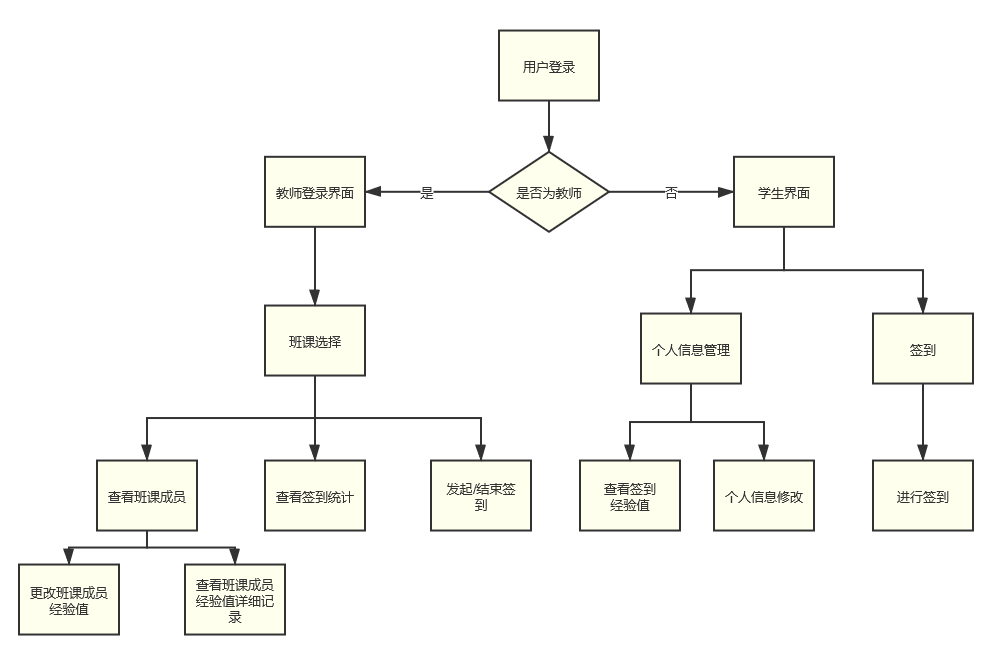 用户登录
教师登录界面
是
是否为教师
否
学生界面
班课选择
个人信息管理
签到
查看班课成员
查看签到统计
发起/结束签
到
查看签到
经验值
个人信息修改
进行签到
更改班课成员
经验值
查看班课成员
经验值详细记
录